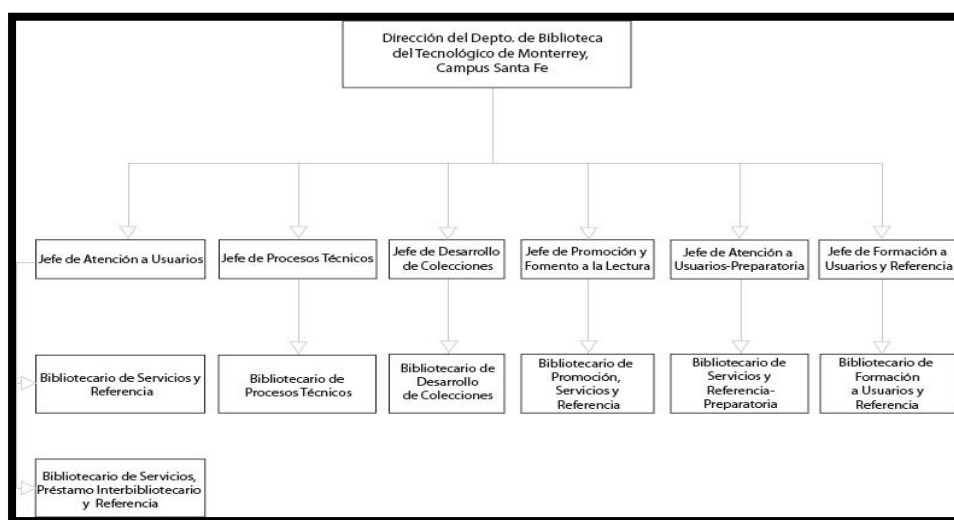 Dirección del Depto. de Biblioteca
del Tecnológico de Monterrey,
Campus Santa Fe
Jefe de Atención a Usuarios
Jefe de Procesos Técnicos
Jefe de Desarrollo
de Colecciones
Jefe de Promoción y
Fomento a la Lectura
Jefe de Atención a
Usuarios-Preparatoria
Jefe de Formación a
Usuarios y Referencia
Bibliotecario de Servicios y
Referencia
Bibliotecario de
Procesos Técnicos
Bibliotecario de
Desarrollo
de Colecciones
Bibliotecario de
Promoción,
Servicios y
Referencia
Bibliotecario de
Servicios y
Referencia-
Preparatoria
Bibliotecario de
Formación
a Usuarios y
Referencia
Bibliotecario de Servicios,
Préstamo Interbibliotecario
y Referencia